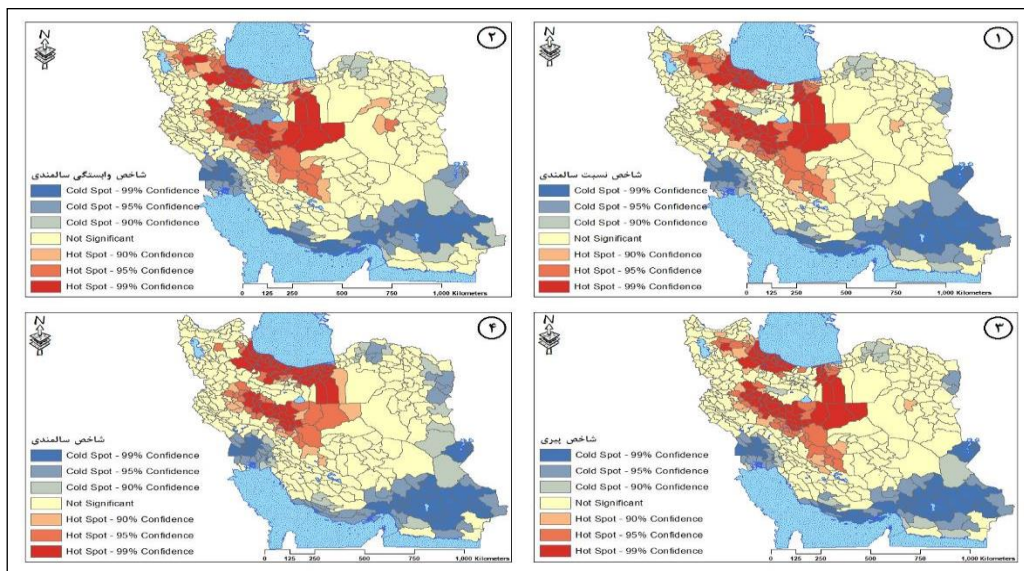 ۱
N
شاخص نسبت سالمندی
Cold Spot - 99% Confidence
Cold Spot - 95% Confidence
Cold Spot - 90% Confidence
Not Significant
Hot Spot - 90% Confidence
Hot Spot - 95% Confidence
Hot Spot - 99% Confidence
0 125 250 500 750 1,000 Kilometers
۲
N
شاخص وابستگی سالمندی
Cold Spot - 99% Confidence
Cold Spot - 95% Confidence
Cold Spot - 90% Confidence
Not Significant
Hot Spot - 90% Confidence
Hot Spot - 95% Confidence
Hot Spot - 99% Confidence
0 125 250 500 750 1,000 Kilometers
۳
N
شاخص پیری
Cold Spot - 99% Confidence
Cold Spot - 95% Confidence
Cold Spot - 90% Confidence
Not Significant
Hot Spot - 90% Confidence
Hot Spot - 95% Confidence
Hot Spot - 99% Confidence
0 125 250 500 750 1,000 Kilometers
۴
N
شاخص سالمندی
Cold Spot - 99% Confidence
Cold Spot - 95% Confidence
Cold Spot - 90% Confidence
Not Significant
Hot Spot - 90% Confidence
Hot Spot - 95% Confidence
Hot Spot - 99% Confidence
0 125 250 500 750 1,000 Kilometers